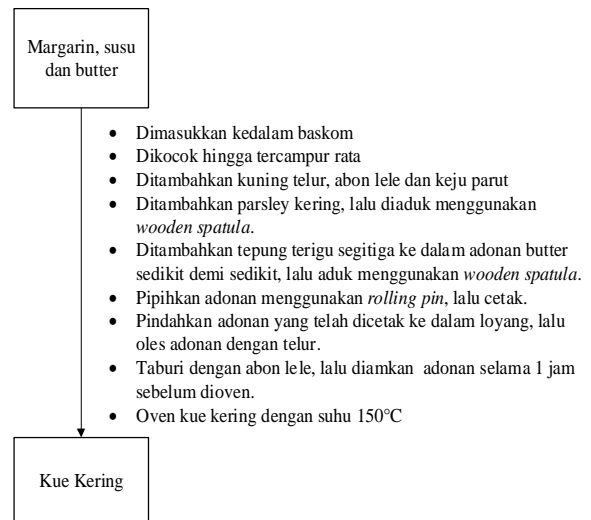 Margarin, susu
dan butter
• Dimasukkan kedalam baskom
• Dikocok hingga tercampur rata
• Ditambahkan kuning telur, abon lele dan keju parut
• Ditambahkan parsley kering, lalu diaduk menggunakan
wooden spatula.
• Ditambahkan tepung terigu segitiga ke dalam adonan butter
sedikit demi sedikit, lalu aduk menggunakan wooden spatula.
• Pipihkan adonan menggunakan rolling pin, lalu cetak.
• Pindahkan adonan yang telah dicetak ke dalam loyang, lalu
oles adonan dengan telur.
• Taburi dengan abon lele, lalu diamkan adonan selama 1 jam
sebelum dioven.
• Oven kue kering dengan suhu 150°C
Kue Kering